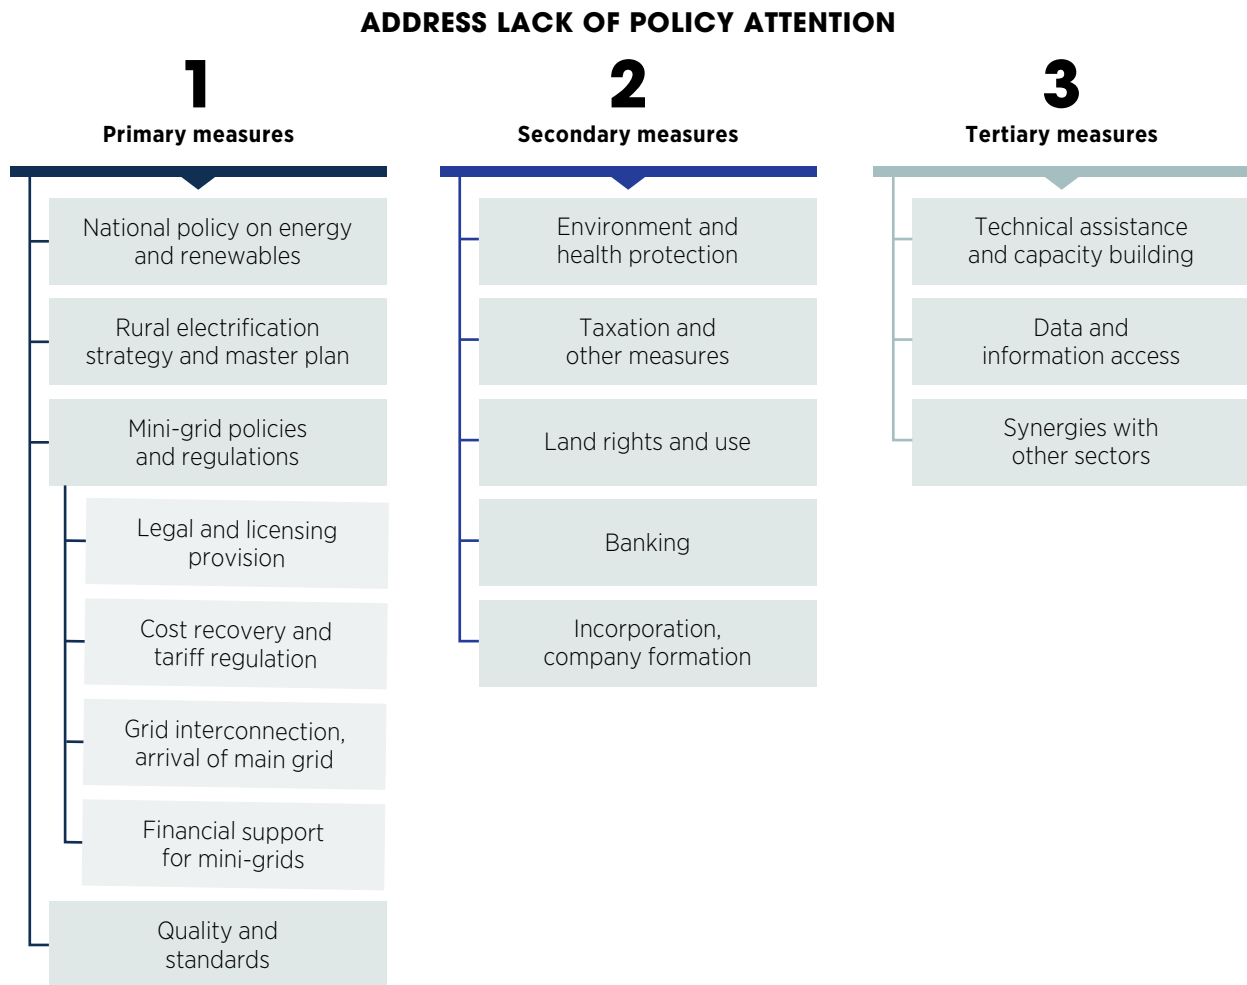 ADDRESS LACK OF POLICY ATTENTION
1
Primary measures
National policy on energy
and renewables
Rural electrification
strategy and master plan
Mini-grid policies
and regulations
Legal and licensing
provision
Cost recovery and
tariff regulation
Grid interconnection,
arrival of main grid
Financial support
for mini-grids
Quality and
standards
2
Secondary measures
Environment and
health protection
Taxation and
other measures
Land rights and use
Banking
Incorporation,
company formation
3
Tertiary measures
Technical assistance
and capacity building
Data and
information access
Synergies with
other sectors